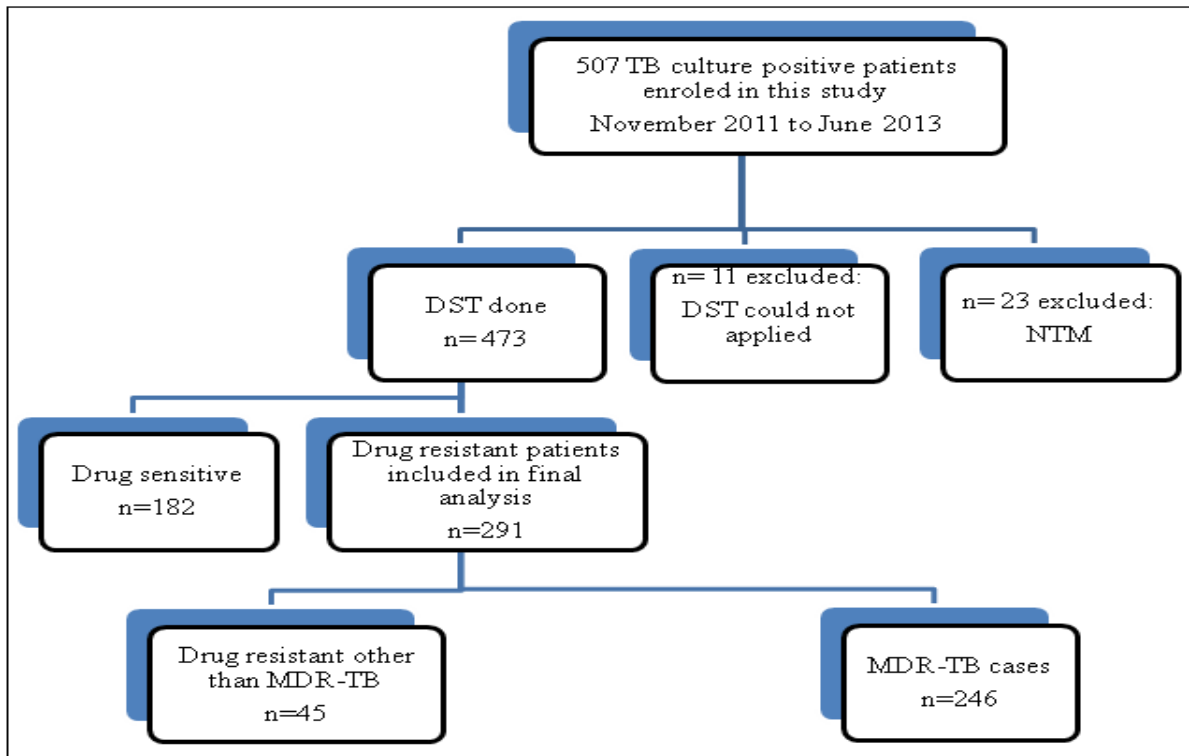 507 TB culture positive patients
enroled in this study
November 2011 to June 2013
DST done
n= 473
n= 11 excluded:
DST could not
applied
n= 23 excluded:
NTM
Drug sensitive
n=182
Drug resistant patients
included in final
analysis
n=291
Drug resistant other
than MDR-TB
n=45
MDR-TB cases
n=246